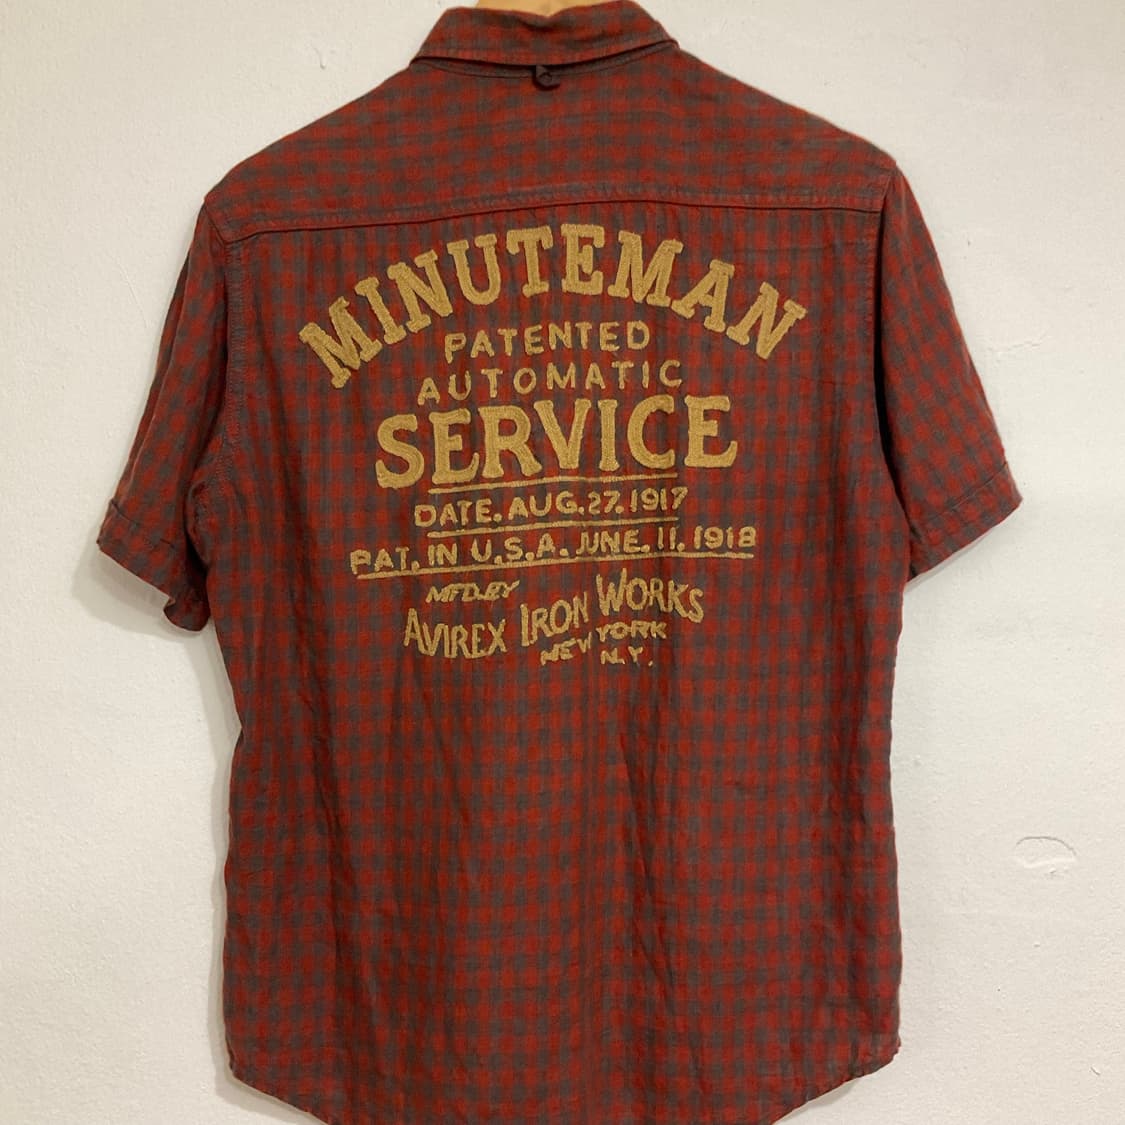 MINUTEMAN
PATENTED
AUTOMATIC
SERVICE
DATE. AUG. 27. 1917
PAT. IN U.S.A. JUNE. 11. 1918
MFD. BY
AVIREX IRON WORKS
NEW YORK
N.Y.